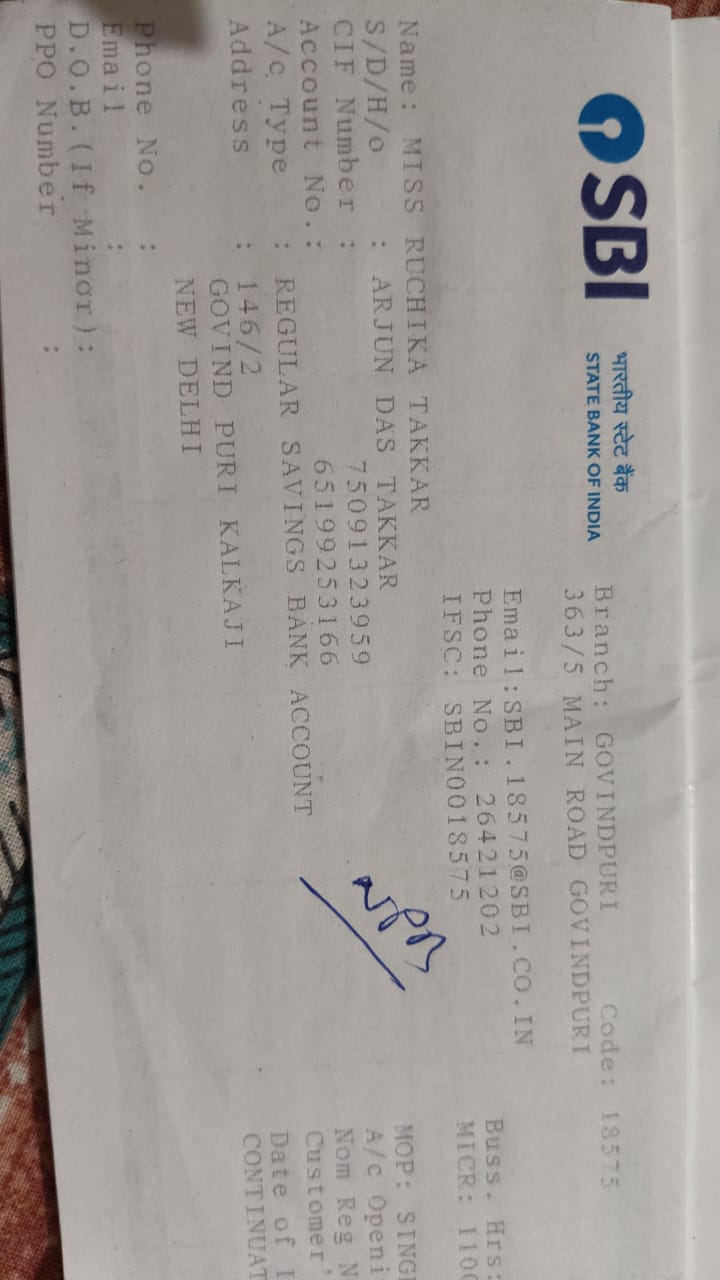 SBI
भारतीय स्टेट बैंक
STATE BANK OF INDIA
Branch: GOVINDPURI Code: 18575
363/5 MAIN ROAD GOVINDPURI
Email:SBI.18575@SBI.CO.IN
Phone No.: 26421202 Buss. Hrs:
IFSC: SBIN0018575 MICR: 1100
Name: MISS RUCHIKA TAKKAR MOP: SINGL
S/D/H/o : ARJUN DAS TAKKAR A/c Openi
CIF Number : 75091323959 Nom Reg N
Account No.: 65199253166 Customer'
A/c Type : REGULAR SAVINGS BANK ACCOUNT Date of I
Address : 146/2 CONTINUAT
GOVIND PURI KALKAJI
NEW DELHI
Phone No. :
Email :
D.O.B.(If Minor):
PPO Number :